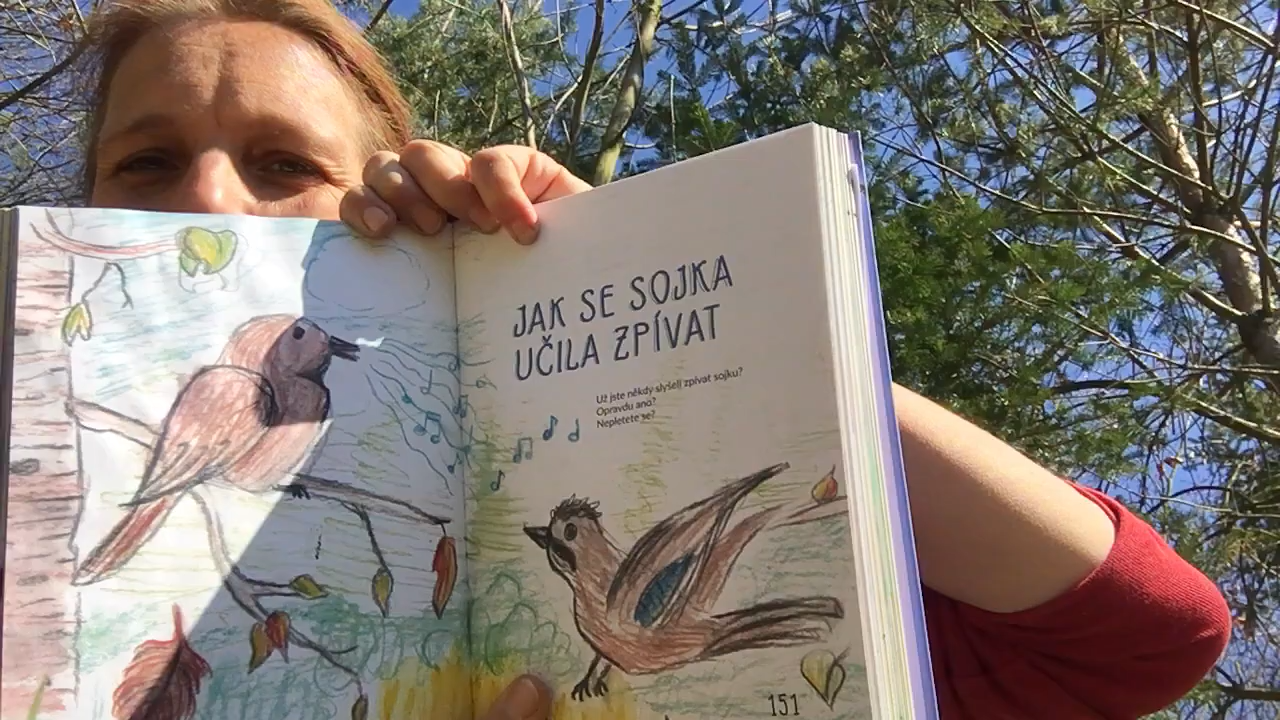 JAK SE SOJKA
UČILA ZPÍVAT
Už jste někdy slyšeli zpívat sojku?
Opravdu ano?
Nepletete se?
151